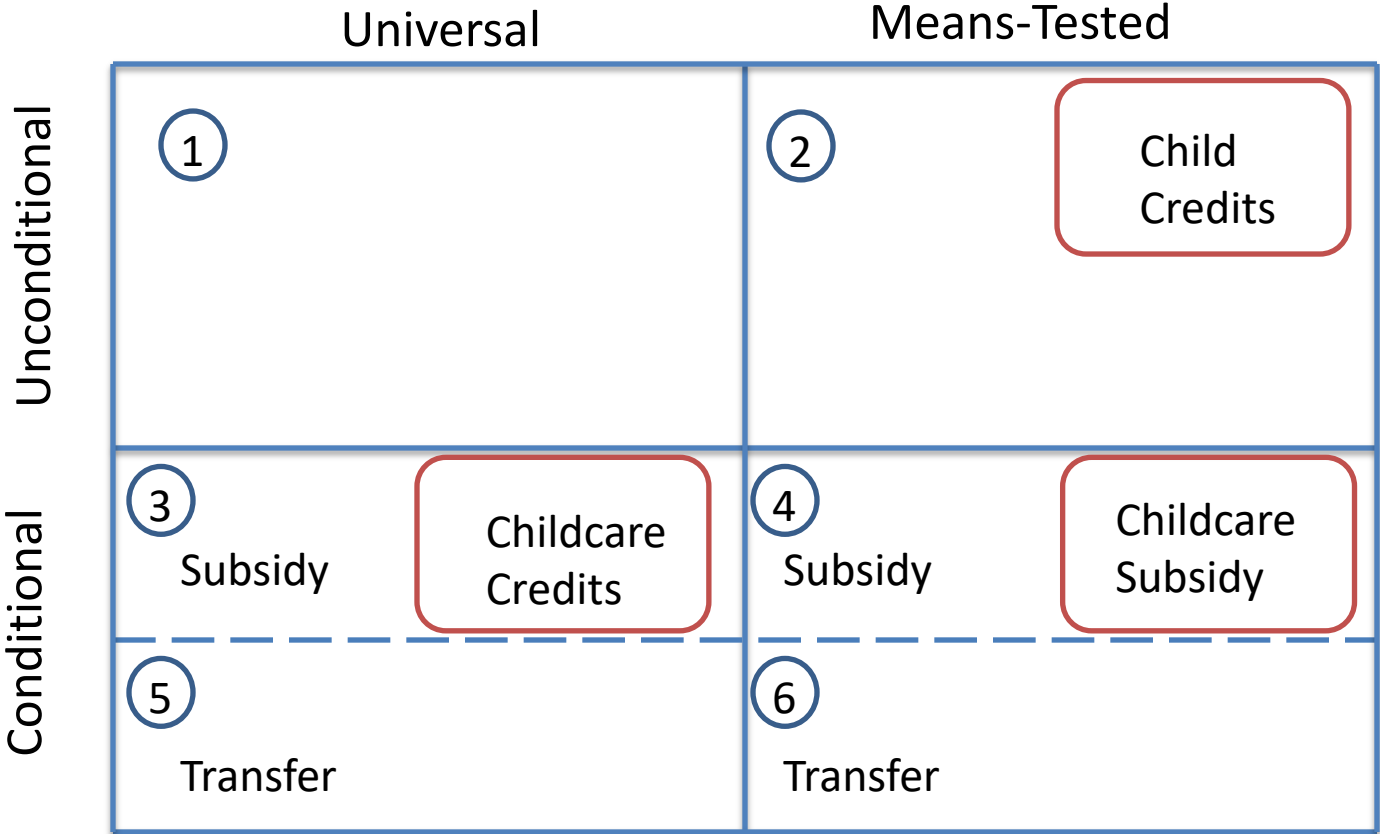 Universal
Means-Tested
Unconditional
1
2
Child
Credits
Conditional
3
Subsidy
Childcare
Credits
4
Subsidy
Childcare
Subsidy
5
Transfer
6
Transfer